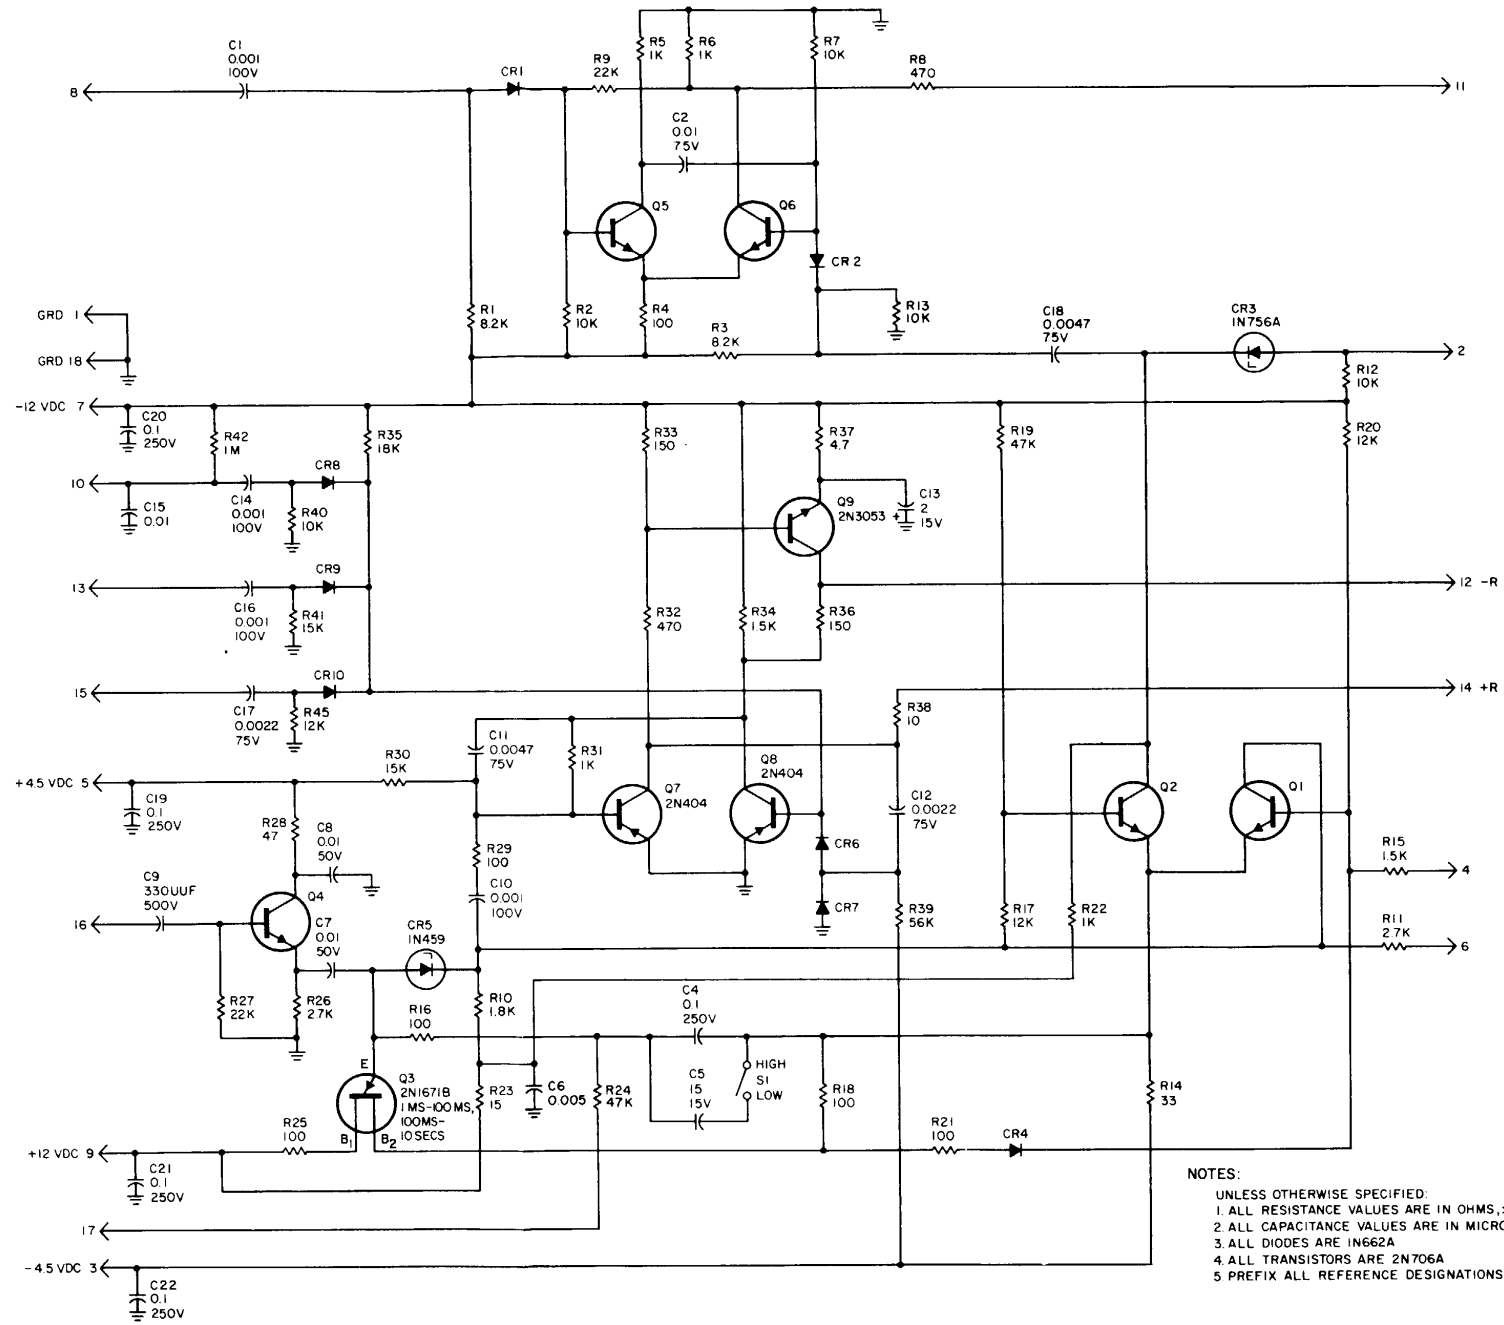 C1
0.001
100V
8
CR1
R9
22K
R5
1K
R6
1K
R7
10K
R8
470
11
C2
0.01
75V
Q5
Q6
CR2
R1
8.2K
R2
10K
R4
100
R3
8.2K
R13
10K
C18
0.0047
75V
CR3
1N756A
2
R12
10K
GRD 1
GRD 18
-12 VDC 7
C20
0.1
250V
R42
1M
R35
18K
R33
150
R37
4.7
R19
47K
R20
12K
10
C15
0.01
C14
0.001
100V
CR8
R40
10K
Q9
2N3053
+
C13
2
15V
13
C16
0.001
100V
CR9
R41
15K
12 -R
R32
470
R34
1.5K
R36
150
15
C17
0.0022
75V
CR10
R45
12K
14 +R
R38
10
C11
0.0047
75V
R31
1K
R30
15K
+4.5 VDC 5
C19
0.1
250V
R28
47
C8
0.01
50V
Q7
2N404
Q8
2N404
C12
0.0022
75V
Q2
Q1
CR6
CR7
R15
1.5K
4
R29
100
C10
0.001
100V
C9
330UUF
500V
16
Q4
C7
0.01
50V
CR5
1N459
R39
56K
R17
12K
R22
1K
R11
2.7K
6
R27
22K
R26
2.7K
R16
100
R10
1.8K
C4
0.1
250V
E
Q3
2N1671B
1MS-100MS,
100MS-
10SECS
B1
B2
R23
15
C6
0.005
R24
47K
C5
15
15V
HIGH
S1
LOW
R18
100
R14
33
R25
100
R21
100
CR4
+12 VDC 9
C21
0.1
250V
17
-4.5 VDC 3
C22
0.1
250V
NOTES:
UNLESS OTHERWISE SPECIFIED:
1. ALL RESISTANCE VALUES ARE IN OHMS,
2. ALL CAPACITANCE VALUES ARE IN
3. ALL DIODES ARE 1N662A
4. ALL TRANSISTORS ARE 2N706A
5 PREFIX ALL REFERENCE DESIGNATIONS